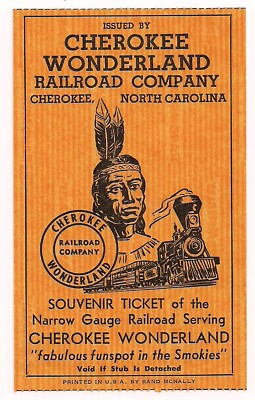 ISSUED BY
CHEROKEE
WONDERLAND
RAILROAD COMPANY
CHEROKEE, NORTH CAROLINA
CHEROKEE
RAILROAD
COMPANY
WONDERLAND
SOUVENIR TICKET of the
Narrow Gauge Railroad Serving
CHEROKEE WONDERLAND
"fabulous funspot in the Smokies"
Void If Stub Is Detached
PRINTED IN U.S.A. BY RAND MCNALLY